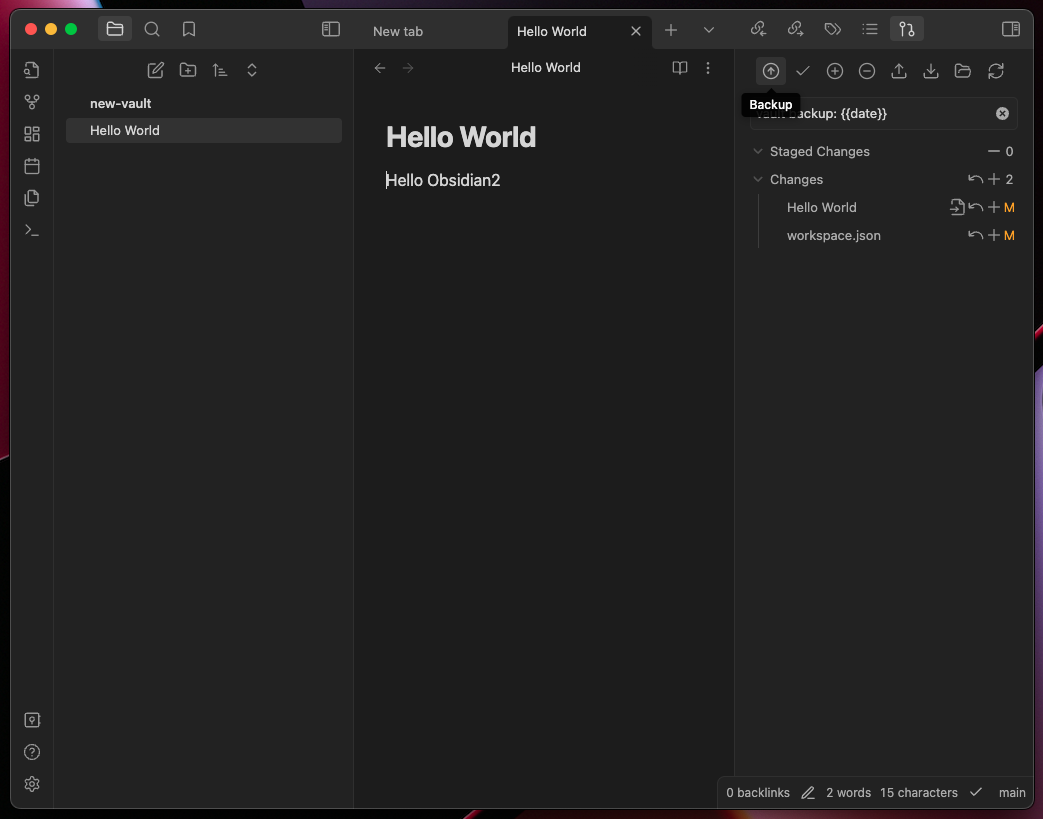 New tab
Hello World
Hello World
Backup
backup: {{date}}
new-vault
Hello World
Hello World
Hello Obsidian2
Staged Changes
0
Changes
2
Hello World
M
workspace.json
M
0 backlinks
2 words
15 characters
main